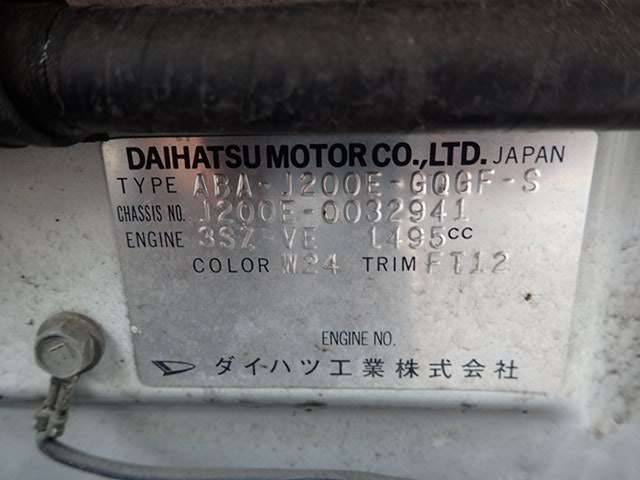 DAIHATSU MOTOR CO.,LTD. JAPAN
TYPE ABA-J200E-GQGF-S
CHASSIS NO. J200E-0032941
ENGINE 3SZ-VE 1495cc
COLOR W24 TRIM FT12
ENGINE NO.
ダイハツ工業株式会社